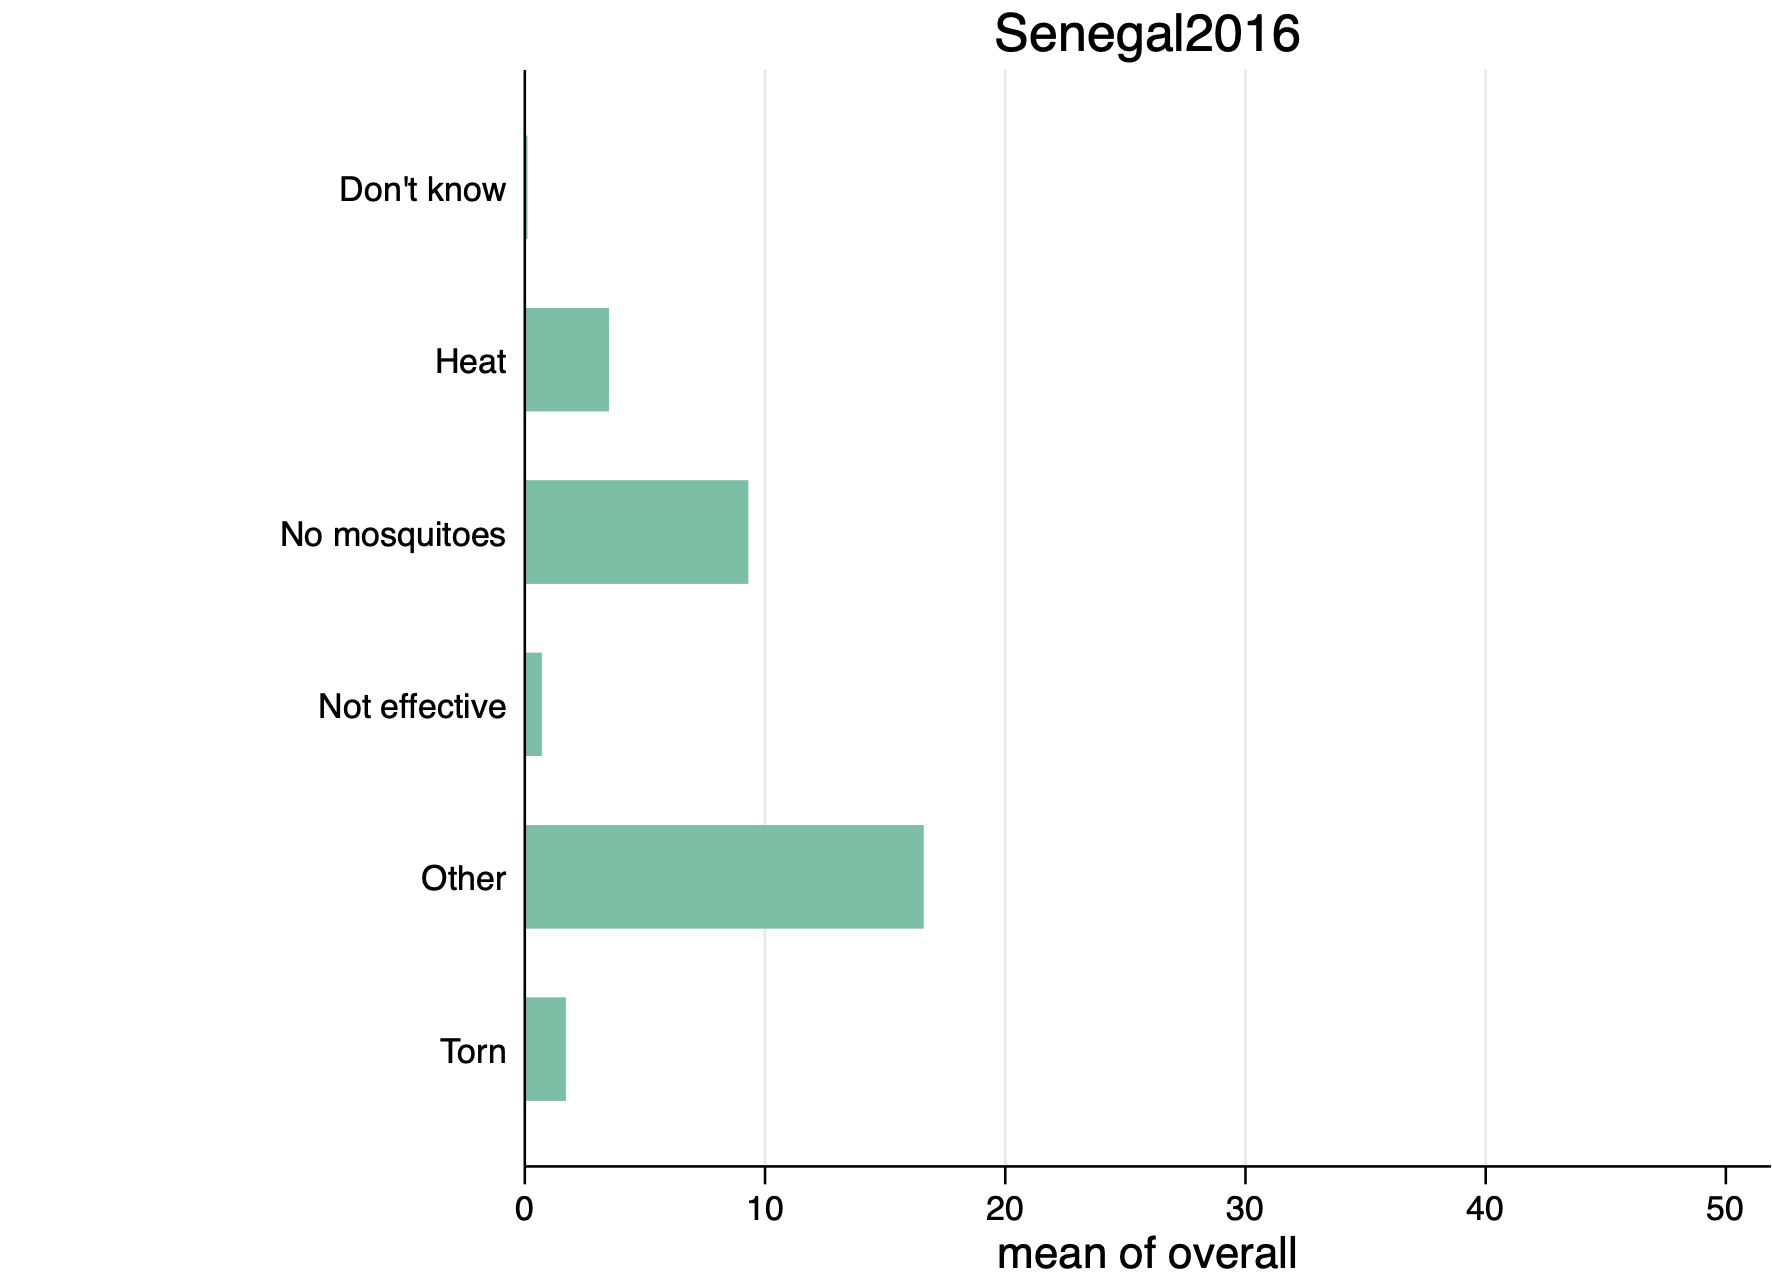 Senegal2016
Don't know
Heat
No mosquitoes
Not effective
Other
Torn
0 10 20 30 40 50
mean of overall